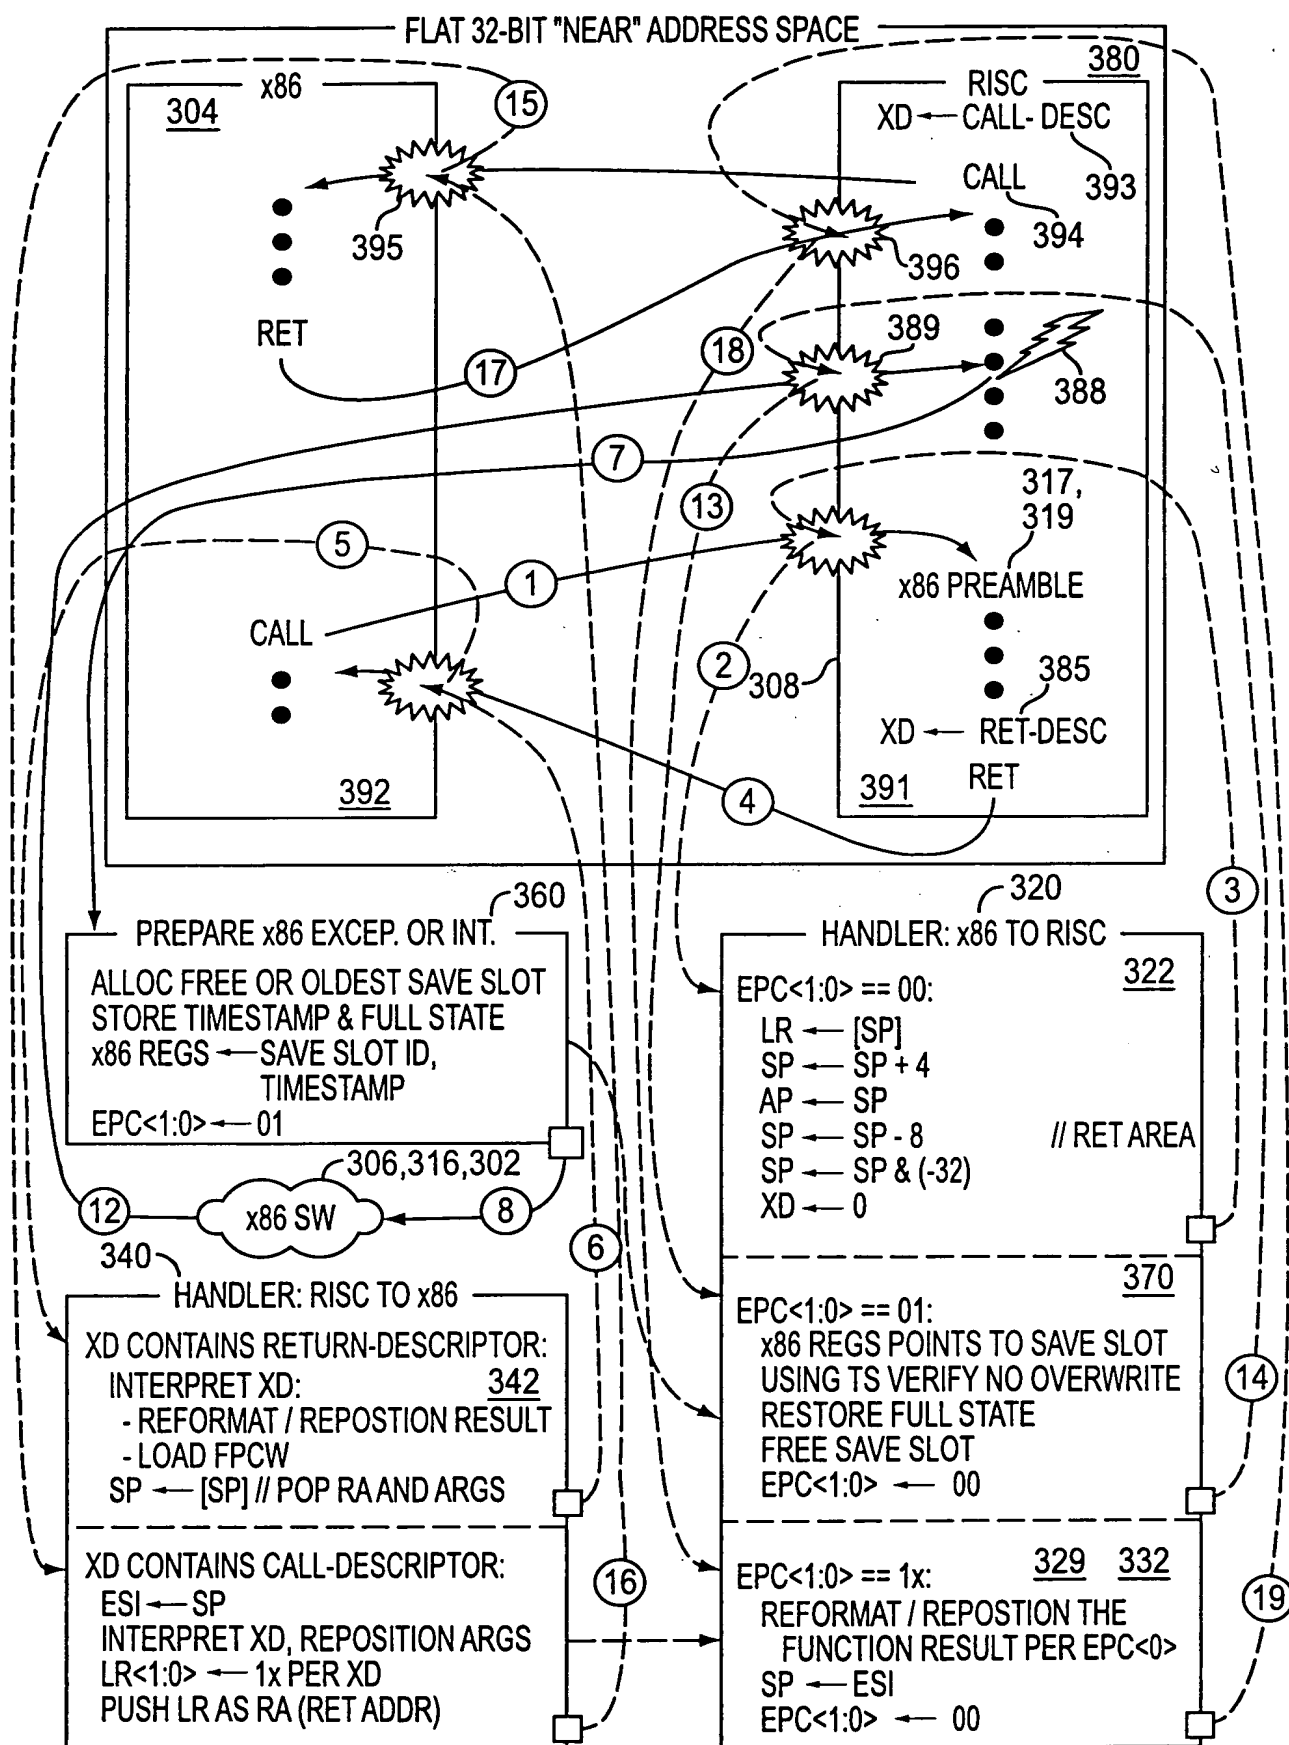 FLAT 32-BIT "NEAR" ADDRESS SPACE
380
x86
304
15
395
RET
17
RISC
XD ← CALL- DESC
393
CALL
394
396
18
389
388
7
13
317,
319
5
1
x86 PREAMBLE
CALL
2
308
385
XD ← RET-DESC
RET
392
4
391
3
360
PREPARE x86 EXCEP. OR INT.
ALLOC FREE OR OLDEST SAVE SLOT
STORE TIMESTAMP & FULL STATE
x86 REGS ← SAVE SLOT ID,
TIMESTAMP
EPC<1:0> ← 01
306,316,302
12
x86 SW
8
6
320
HANDLER: x86 TO RISC
322
EPC<1:0> == 00:
LR ← [SP]
SP ← SP + 4
AP ← SP
SP ← SP - 8 // RET AREA
SP ← SP & (-32)
XD ← 0
370
EPC<1:0> == 01:
x86 REGS POINTS TO SAVE SLOT
USING TS VERIFY NO OVERWRITE
RESTORE FULL STATE
FREE SAVE SLOT
EPC<1:0> ← 00
14
340
HANDLER: RISC TO x86
XD CONTAINS RETURN-DESCRIPTOR:
INTERPRET XD: 342
- REFORMAT / REPOSTION RESULT
- LOAD FPCW
SP ← [SP] // POP RA AND ARGS
XD CONTAINS CALL-DESCRIPTOR:
ESI ← SP
INTERPRET XD, REPOSITION ARGS
LR<1:0> ← 1x PER XD
PUSH LR AS RA (RET ADDR)
16
329 332
EPC<1:0> == 1x:
REFORMAT / REPOSTION THE
FUNCTION RESULT PER EPC<0>
SP ← ESI
EPC<1:0> ← 00
19